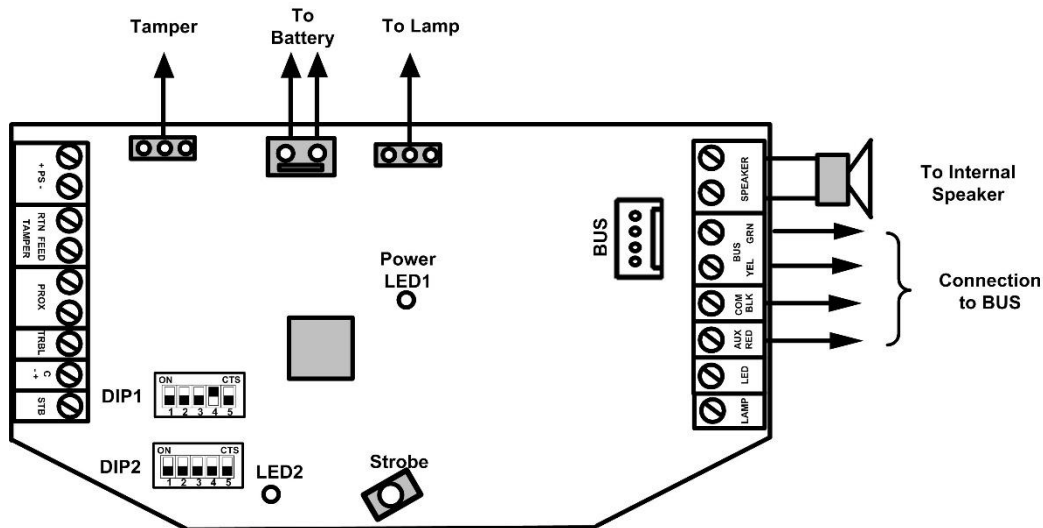 Tamper
To
Battery
To Lamp
+ PS -
RTN FEED
TAMPER
PROX
TRBL
C
- +
STB
SPEAKER
BUS
GRN
YEL
COM
BLK
AUX
RED
LED
LAMP
To Internal
Speaker
Connection
to BUS
BUS
Power
LED1
DIP1
ON CTS
1 2 3 4 5
DIP2
ON CTS
1 2 3 4 5
LED2
Strobe